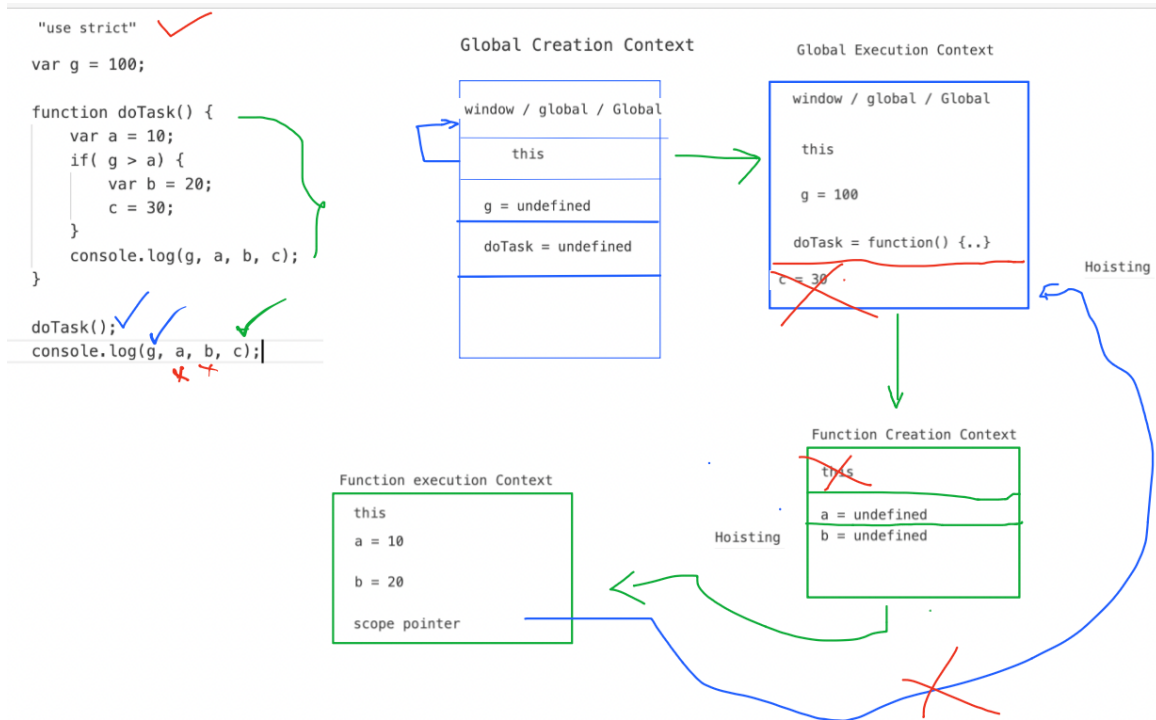 "use strict"
var g = 100;
function doTask() {
var a = 10;
if( g > a) {
var b = 20;
c = 30;
}
console.log(g, a, b, c);
}
doTask();
console.log(g, a, b, c);
Global Creation Context
window / global / Global
this
g = undefined
doTask = undefined
Global Execution Context
window / global / Global
this
g = 100
doTask = function() {..}
c = 30
Hoisting
Function Creation Context
this
a = undefined
b = undefined
Hoisting
Function execution Context
this
a = 10
b = 20
scope pointer